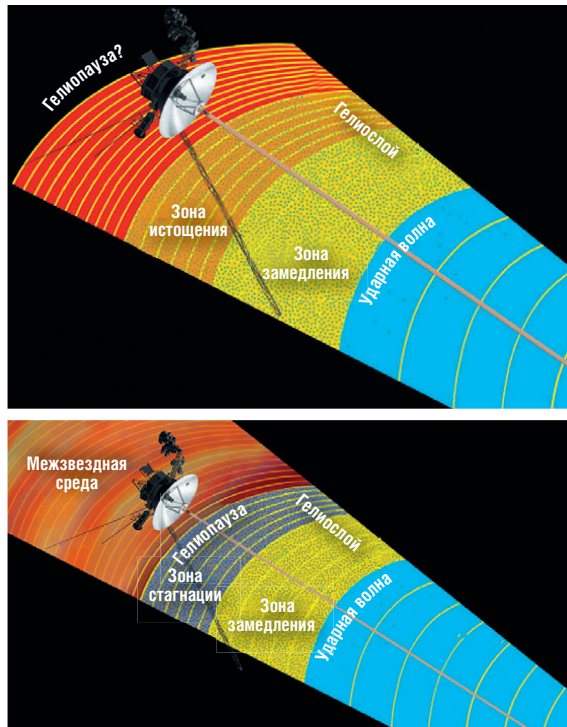 Гелиопауза?
Гелиослой
Зона
истощения
Зона
замедления
Ударная волна
Межзвездная
среда
Гелиопауза
Гелиослой
Зона
стагнации
Зона
замедления
Ударная волна